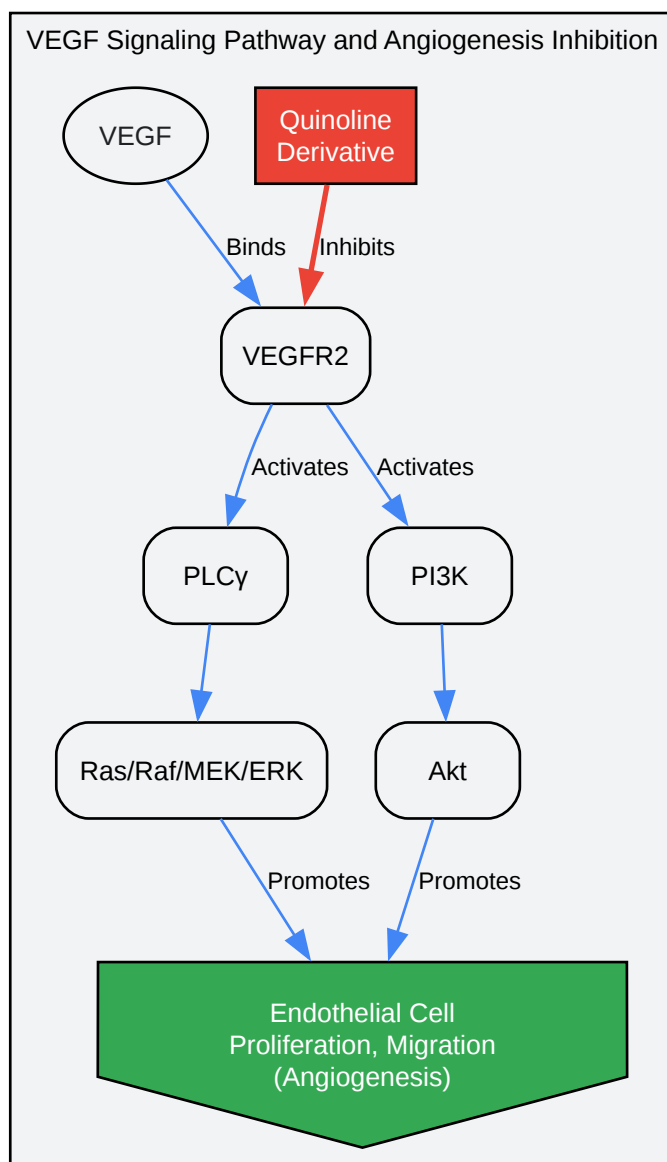 VEGF Signaling Pathway and Angiogenesis Inhibition
VEGF
Quinoline
Derivative
Binds
Inhibits
VEGFR2
Activates
Activates
PLCγ
PI3K
Ras/Raf/MEK/ERK
Akt
Promotes
Promotes
Endothelial Cell
Proliferation, Migration
(Angiogenesis)